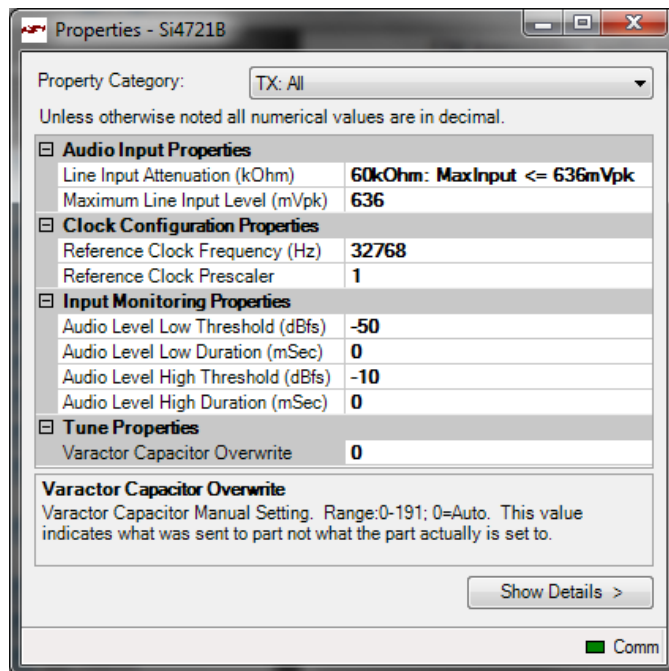 Properties - Si4721B
Property Category: TX: All
Unless otherwise noted all numerical values are in decimal.
Audio Input Properties
Line Input Attenuation (kOhm) 60kOhm: MaxInput <= 636mVpk
Maximum Line Input Level (mVpk) 636
Clock Configuration Properties
Reference Clock Frequency (Hz) 32768
Reference Clock Prescaler 1
Input Monitoring Properties
Audio Level Low Threshold (dBfs) -50
Audio Level Low Duration (mSec) 0
Audio Level High Threshold (dBfs) -10
Audio Level High Duration (mSec) 0
Tune Properties
Varactor Capacitor Overwrite 0
Varactor Capacitor Overwrite
Varactor Capacitor Manual Setting. Range:0-191; 0=Auto. This value
indicates what was sent to part not what the part actually is set to.
Show Details >
Comm